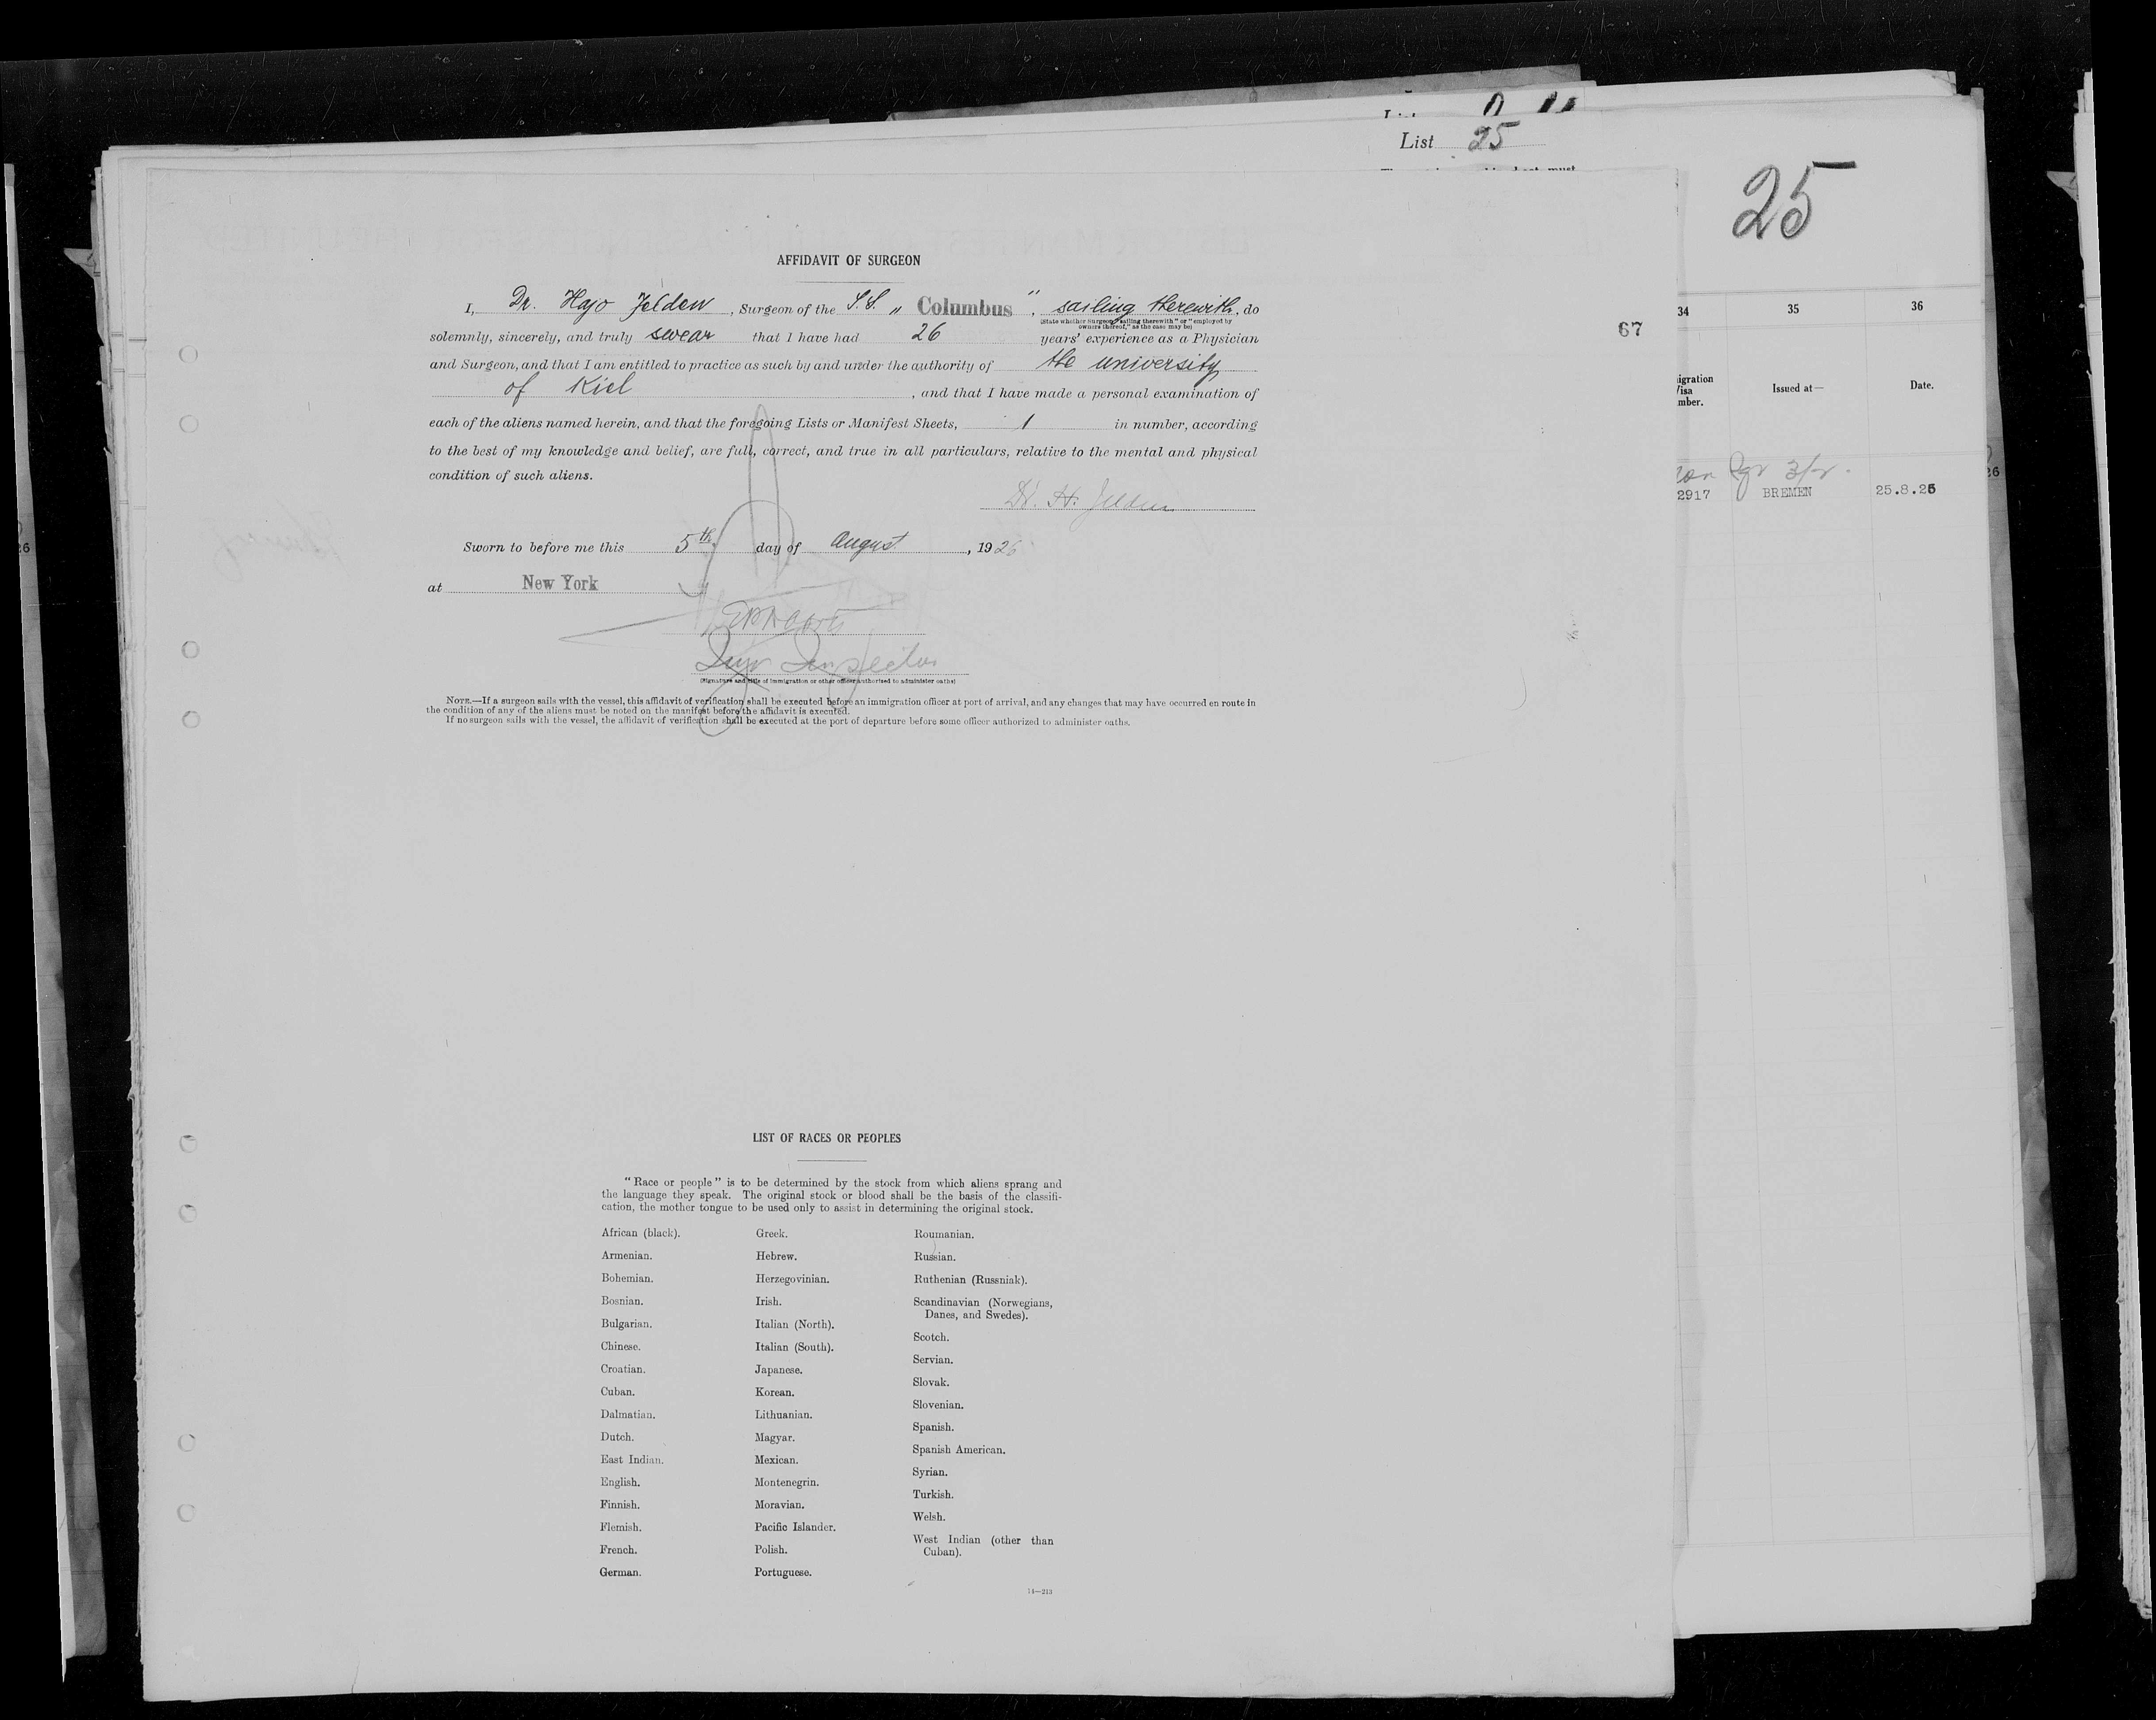 List 25
25
34 35 36
67
igration
Visa
mber.
Issued at—
Date.
3/2.
2917 BREMEN 25.8.26
26
26
AFFIDAVIT OF SURGEON
I, Dr. Hajo Jelden, Surgeon of the S.S. „ Columbus “, sailing therewith, do
(State whether Surgeon "sailing therewith" or "employed by
owners thereof," as the case may be)
solemnly, sincerely, and truly swear that I have had 26 years' experience as a Physician
and Surgeon, and that I am entitled to practice as such by and under the authority of the university
of Kiel, and that I have made a personal examination of
each of the aliens named herein, and that the foregoing Lists or Manifest Sheets, 1 in number, according
to the best of my knowledge and belief, are full, correct, and true in all particulars, relative to the mental and physical
condition of such aliens.
Dr. H. Jelden
Sworn to before me this 5th day of August, 1926
at New York
Inspector
(Signature and title of immigration or other officer authorized to administer oaths)
NOTE.—If a surgeon sails with the vessel, this affidavit of verification shall be executed before an immigration officer at port of arrival, and any changes that may have occurred en route in
the condition of any of the aliens must be noted on the manifest before the affidavit is executed.
If no surgeon sails with the vessel, the affidavit of verification shall be executed at the port of departure before some officer authorized to administer oaths.
LIST OF RACES OR PEOPLES
"Race or people" is to be determined by the stock from which aliens sprang and
the language they speak. The original stock or blood shall be the basis of the classifi-
cation, the mother tongue to be used only to assist in determining the original stock.
African (black).
Armenian.
Bohemian.
Bosnian.
Bulgarian.
Chinese.
Croatian.
Cuban.
Dalmatian.
Dutch.
East Indian.
English.
Finnish.
Flemish.
French.
German.
Greek.
Hebrew.
Herzegovinian.
Irish.
Italian (North).
Italian (South).
Japanese.
Korean.
Lithuanian.
Magyar.
Mexican.
Montenegrin.
Moravian.
Pacific Islander.
Polish.
Portuguese.
Roumanian.
Russian.
Ruthenian (Russniak).
Scandinavian (Norwegians,
Danes, and Swedes).
Scotch.
Servian.
Slovak.
Slovenian.
Spanish.
Spanish American.
Syrian.
Turkish.
Welsh.
West Indian (other than
Cuban).
14—213